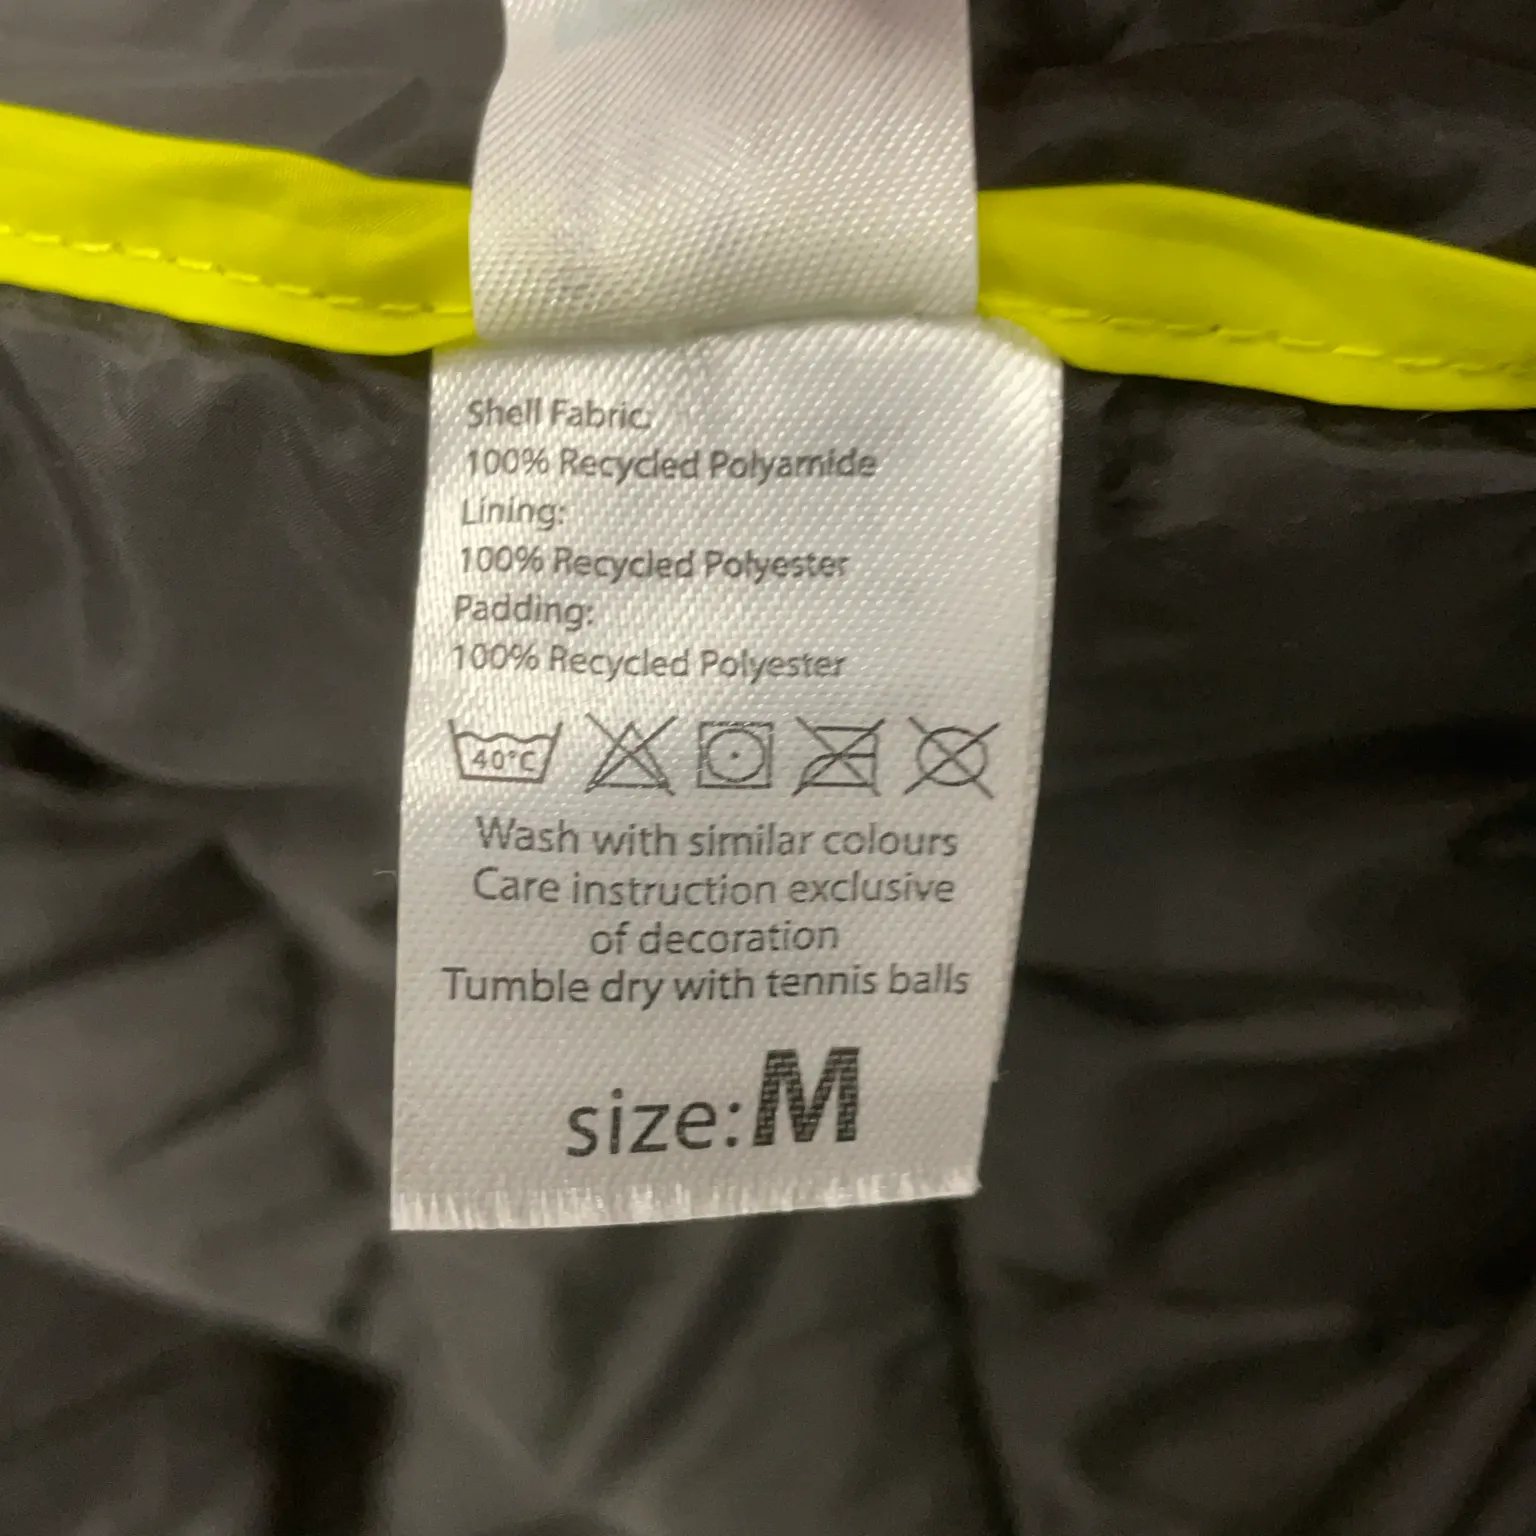 Shell Fabric:
100% Recycled Polyamide
Lining:
100% Recycled Polyester
Padding:
100% Recycled Polyester
40°C
Wash with similar colours
Care instruction exclusive
of decoration
Tumble dry with tennis balls
size:M